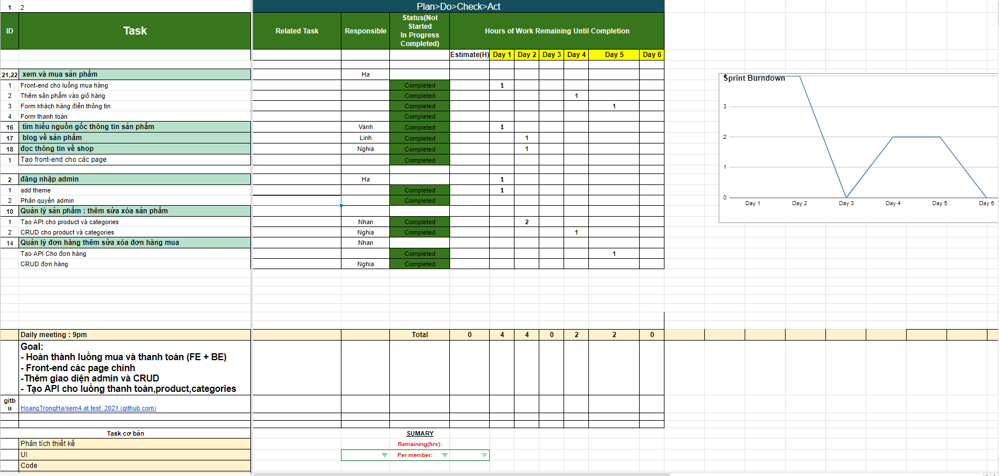 1 2 Plan>Do>Check>Act
ID Task Related Task Responsible Status(Not Started In Progress Completed) Hours of Work Remaining Until Completion
Estimate(H) Day 1 Day 2 Day 3 Day 4 Day 5 Day 6
21,22 xem và mua sản phẩm Ha
1 Front-end cho luồng mua hàng Completed 1
2 Thêm sản phẩm vào giỏ hàng Completed 1
3 Form khách hàng điền thông tin Completed 1
4 Form thanh toán Completed
16 tìm hiểu nguồn gốc thông tin sản phẩm Vanh Completed 1
17 blog về sản phẩm Linh Completed 1
18 đọc thông tin về shop Nghia Completed 1
1 Tạo front-end cho các page Completed
2 đăng nhập admin Ha 1
1 add theme Completed 1
2 Phân quyền admin Completed
10 Quản lý sản phẩm : thêm sửa xóa sản phẩm
1 Tạo API cho product và categories Nhan Completed 2
2 CRUD cho product và categories Nghia Completed 1
14 Quản lý đơn hàng thêm sửa xóa đơn hàng mua Nhan
Tạo API Cho đơn hàng Completed 1
CRUD đơn hàng Nghia Completed
Sprint Burndown
3
2
1
0
Day 1 Day 2 Day 3 Day 4 Day 5 Day 6
Daily meeting : 9pm Total 0 4 4 0 2 2 0
Goal:
- Hoàn thành luồng mua và thanh toán (FE + BE)
- Front-end các page chính
-Thêm giao diện admin và CRUD
- Tạo API cho luồng thanh toán,product,categories
gitb
u HoangTrongHa/sem4 at test_2021 (github.com)
Task cơ bản SUMARY
Phân tích thiết kế Remaining(hrs):
UI Per member:
Code